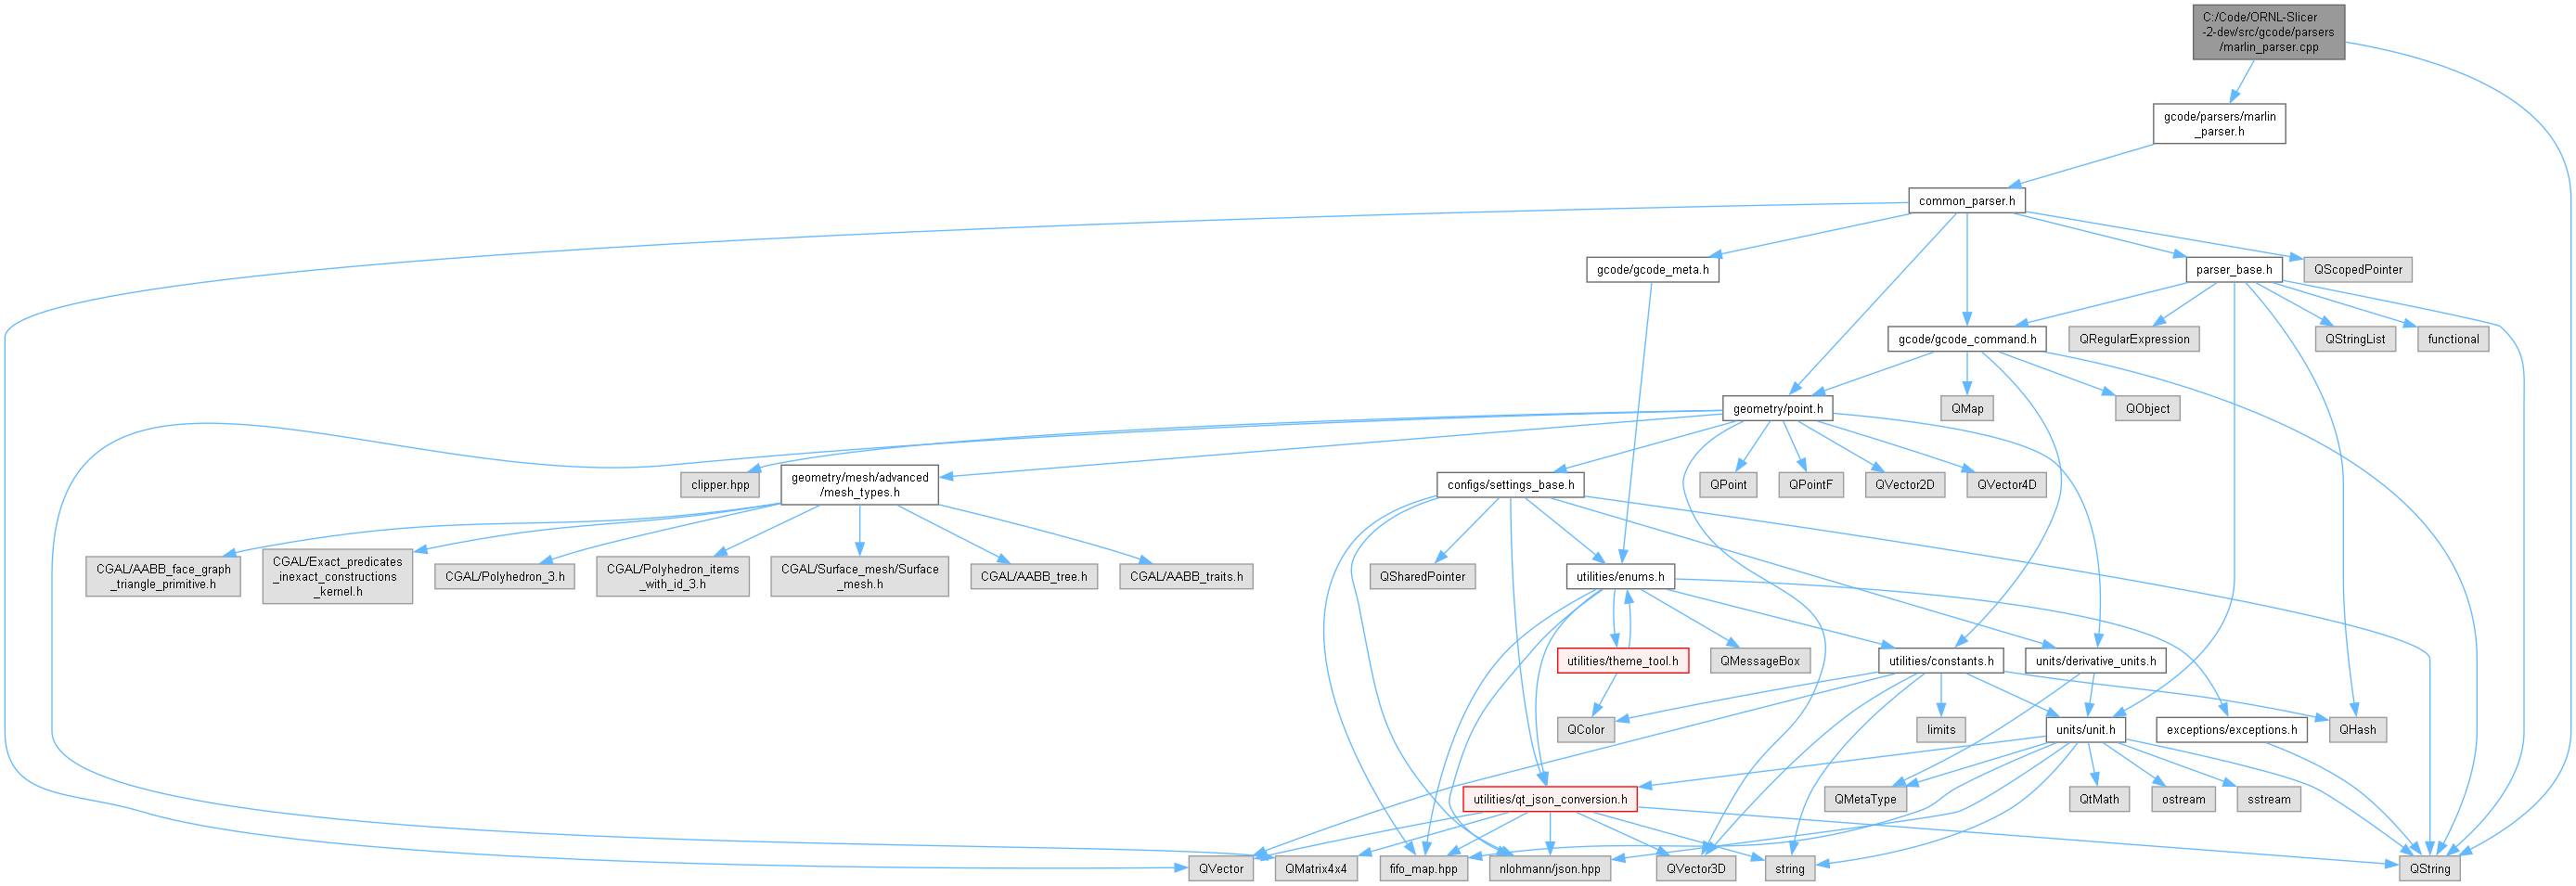 C:/Code/ORNL-Slicer
-2-dev/src/gcode/parsers
/marlin_parser.cpp
gcode/parsers/marlin
_parser.h
common_parser.h
gcode/gcode_meta.h
parser_base.h
QScopedPointer
gcode/gcode_command.h
QRegularExpression
QStringList
functional
geometry/point.h
QMap
QObject
clipper.hpp
geometry/mesh/advanced
/mesh_types.h
configs/settings_base.h
QPoint
QPointF
QVector2D
QVector4D
CGAL/AABB_face_graph
_triangle_primitive.h
CGAL/Exact_predicates
_inexact_constructions
_kernel.h
CGAL/Polyhedron_3.h
CGAL/Polyhedron_items
_with_id_3.h
CGAL/Surface_mesh/Surface
_mesh.h
CGAL/AABB_tree.h
CGAL/AABB_traits.h
QSharedPointer
utilities/enums.h
utilities/theme_tool.h
QMessageBox
utilities/constants.h
units/derivative_units.h
QColor
limits
units/unit.h
exceptions/exceptions.h
QHash
utilities/qt_json_conversion.h
QMetaType
QtMath
ostream
sstream
QVector
QMatrix4x4
fifo_map.hpp
nlohmann/json.hpp
QVector3D
string
QString